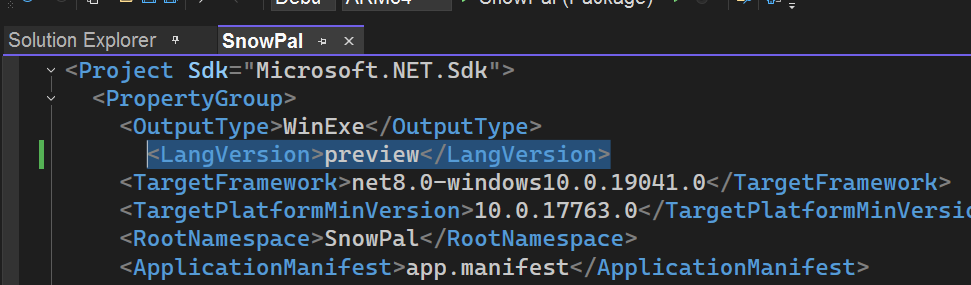 SnowPal (Package)
Solution Explorer
SnowPal
<Project Sdk="Microsoft.NET.Sdk">
<PropertyGroup>
<OutputType>WinExe</OutputType>
<LangVersion>preview</LangVersion>
<TargetFramework>net8.0-windows10.0.19041.0</TargetFramework>
<TargetPlatformMinVersion>10.0.17763.0</TargetPlatformMinVersio
<RootNamespace>SnowPal</RootNamespace>
<ApplicationManifest>app.manifest</ApplicationManifest>